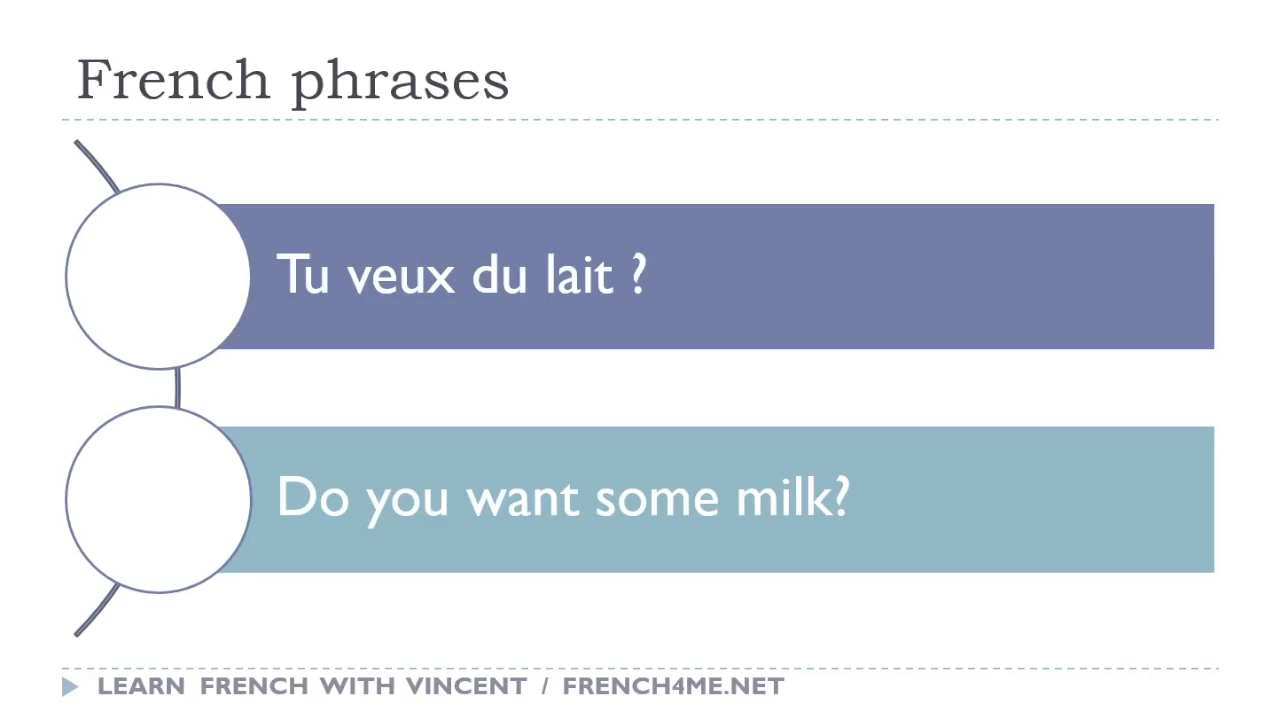 French phrases
Tu veux du lait ?
Do you want some milk?
LEARN FRENCH WITH VINCENT / FRENCH4ME.NET